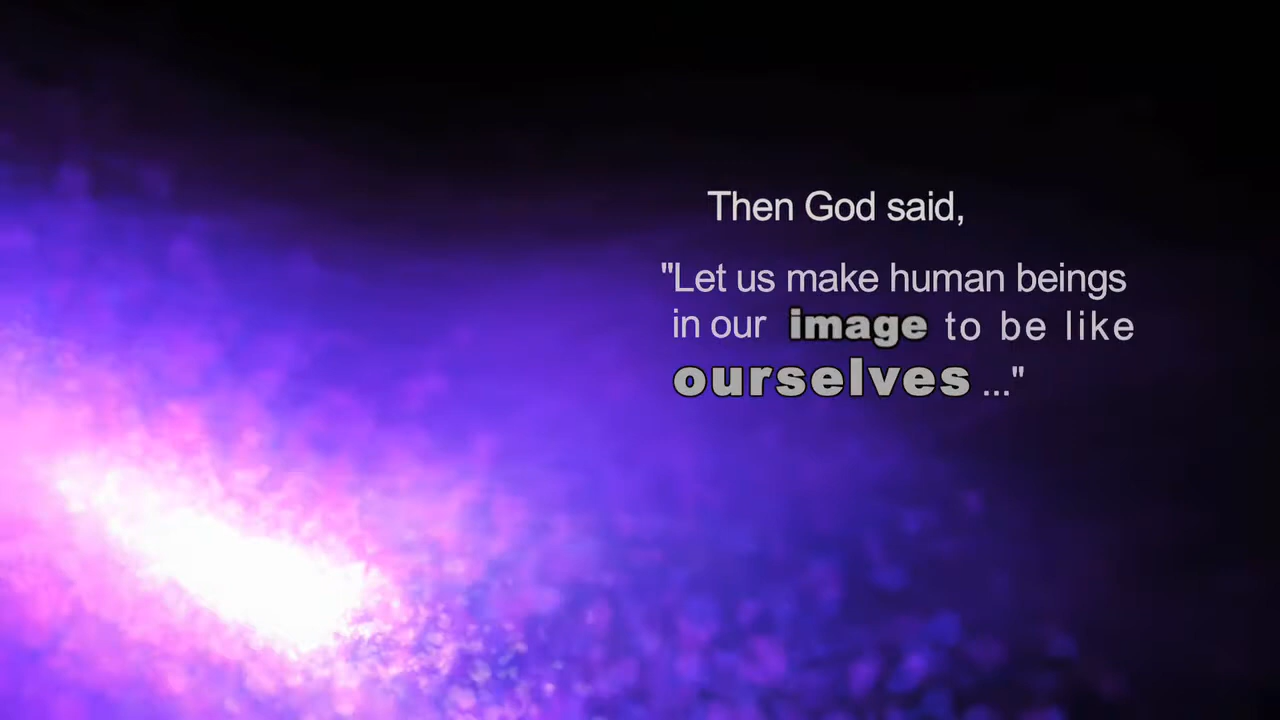 Then God said,
"Let us make human beings
in our image to be like
ourselves ..."